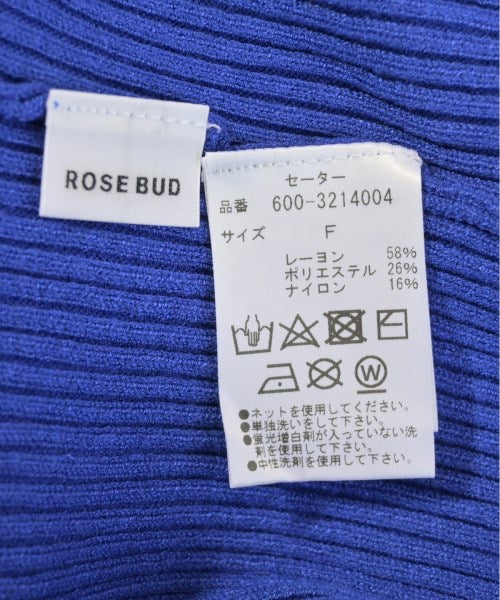 ROSE BUD
セーター
品番 600-3214004
サイズ F
レーヨン 58%
ポリエステル 26%
ナイロン 16%
W
●ネットを使用してください。
●単独洗いをして下さい。
●蛍光増白剤が入っていない洗
剤を使用して下さい。
●中性洗剤を使用して下さい。